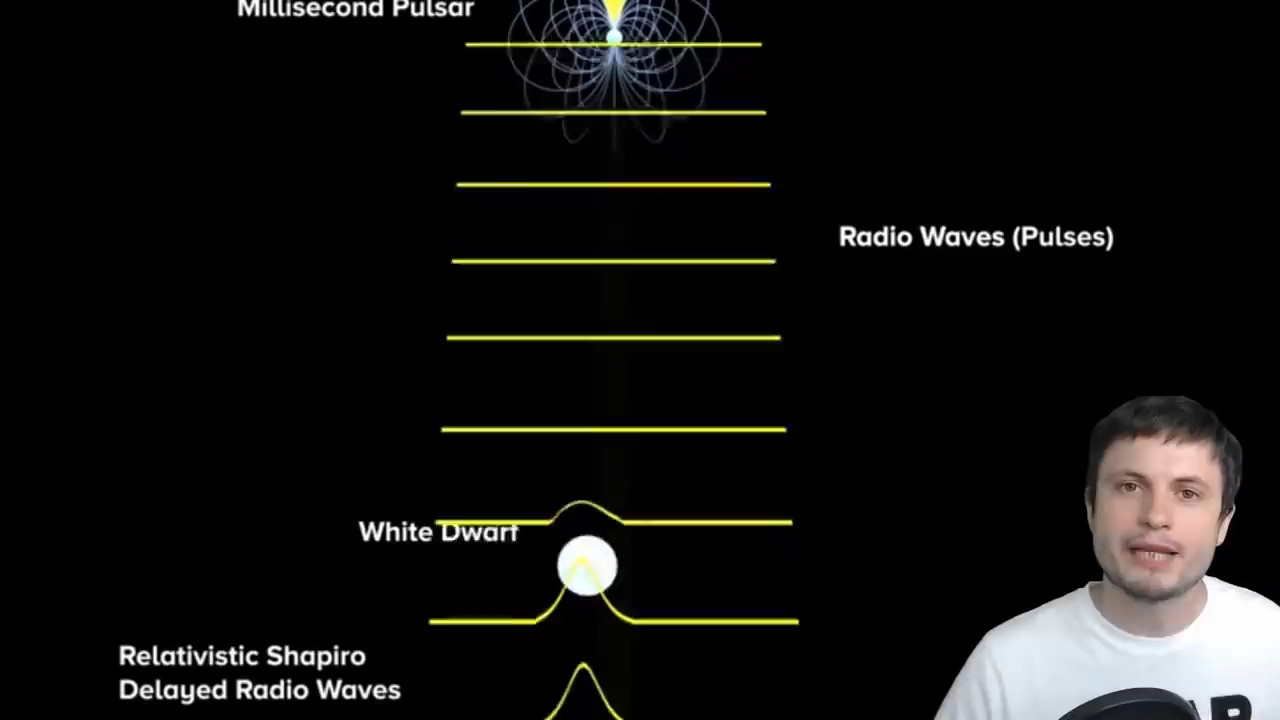 Millisecond Pulsar
Radio Waves (Pulses)
White Dwarf
Relativistic Shapiro
Delayed Radio Waves